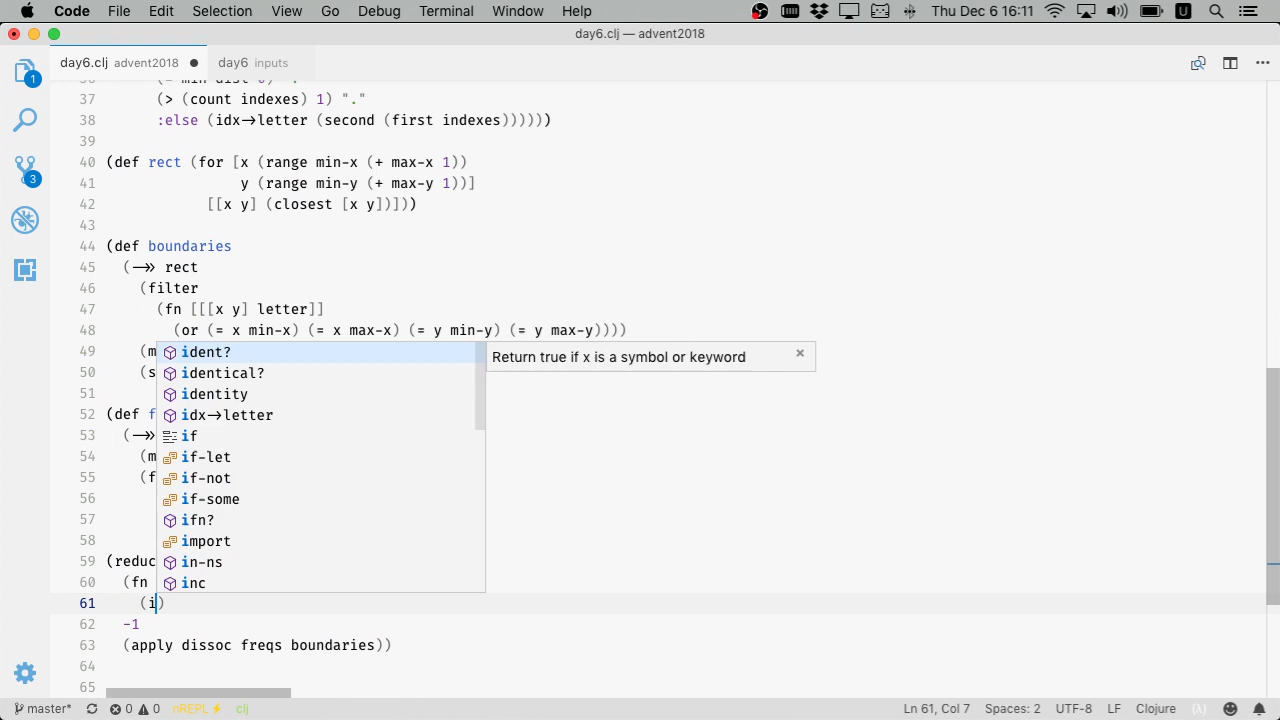 Code File Edit Selection View Go Debug Terminal Window Help Thu Dec 6 16:11 U
day6.clj — advent2018
day6.clj advent2018 ● day6 inputs
1
3
37 (> (count indexes) 1) "."
38 :else (idx->letter (second (first indexes)))))
39
40 (def rect (for [x (range min-x (+ max-x 1))
41 y (range min-y (+ max-y 1))]
42 [[x y] (closest [x y])]))
43
44 (def boundaries
45 (->> rect
46 (filter
47 (fn [[[x y] letter]]
48 (or (= x min-x) (= x max-x) (= y min-y) (= y max-y))))
49 (m
50 (s
51
52 (def f
53 (->>
54 (m
55 (f
56
57
58
59 (reduc
60 (fn
61 (i)
62 -1
63 (apply dissoc freqs boundaries))
64
65
ident?
identical?
identity
idx->letter
if
if-let
if-not
if-some
ifn?
import
in-ns
inc
Return true if x is a symbol or keyword ×
master* 0 0 nREPL⚡ clj Ln 61, Col 7 Spaces: 2 UTF-8 LF Clojure (λ)